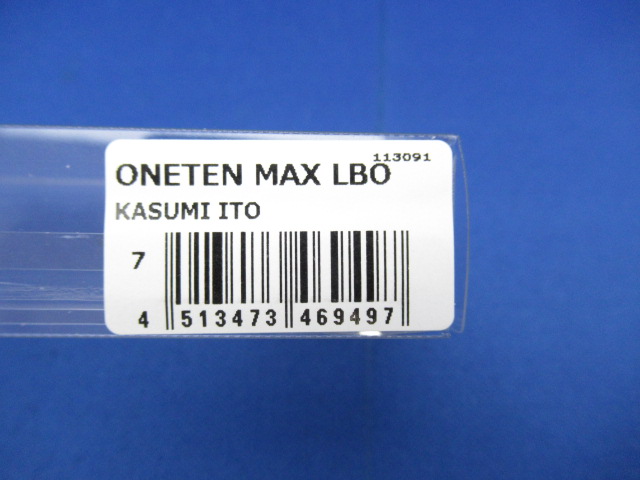 113091
ONETEN MAX LBO
KASUMI ITO
7
4 513473 469497